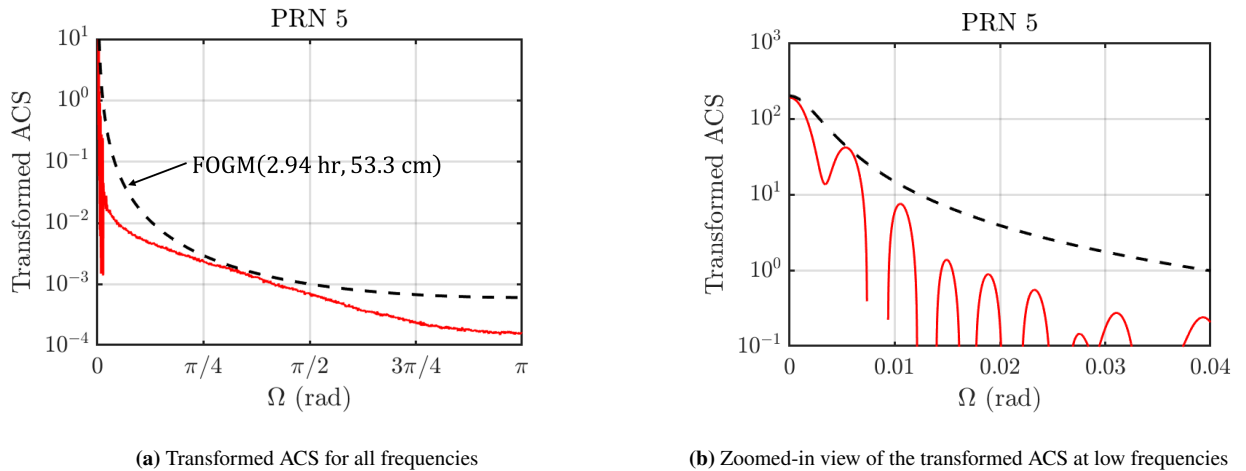 PRN 5
Transformed ACS
10^1
10^0
10^-1
10^-2
10^-3
10^-4
FOGM(2.94 hr, 53.3 cm)
0 π/4 π/2 3π/4 π
Ω (rad)
(a) Transformed ACS for all frequencies
PRN 5
Transformed ACS
10^3
10^2
10^1
10^0
10^-1
0 0.01 0.02 0.03 0.04
Ω (rad)
(b) Zoomed-in view of the transformed ACS at low frequencies